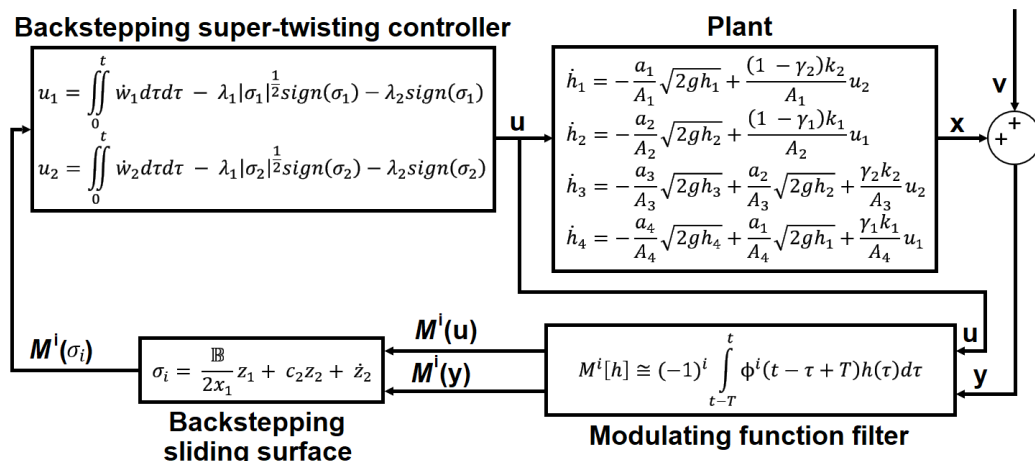 Backstepping super-twisting controller
u₁ = ∬₀ᵗ ẇ₁dτdτ − λ₁|σ₁|^½ sign(σ₁) − λ₂sign(σ₁)
u₂ = ∬₀ᵗ ẇ₂dτdτ − λ₁|σ₂|^½ sign(σ₂) − λ₂sign(σ₂)
u
Plant
ḣ₁ = −(a₁/A₁)√(2gh₁) + ((1 − γ₂)k₂/A₁)u₂
ḣ₂ = −(a₂/A₂)√(2gh₂) + ((1 − γ₁)k₁/A₂)u₁
ḣ₃ = −(a₃/A₃)√(2gh₃) + (a₂/A₃)√(2gh₂) + (γ₂k₂/A₃)u₂
ḣ₄ = −(a₄/A₄)√(2gh₄) + (a₁/A₄)√(2gh₁) + (γ₁k₁/A₄)u₁
x
v
+
+
Mⁱ(σᵢ)
σᵢ = (𝔹/2x₁)z₁ + c₂z₂ + ż₂
Backstepping
sliding surface
Mⁱ(u)
Mⁱ(y)
Mⁱ[h] ≅ (−1)ⁱ ∫ₜ₋ₜᵗ ϕⁱ(t − τ + T)h(τ)dτ
Modulating function filter
u
y